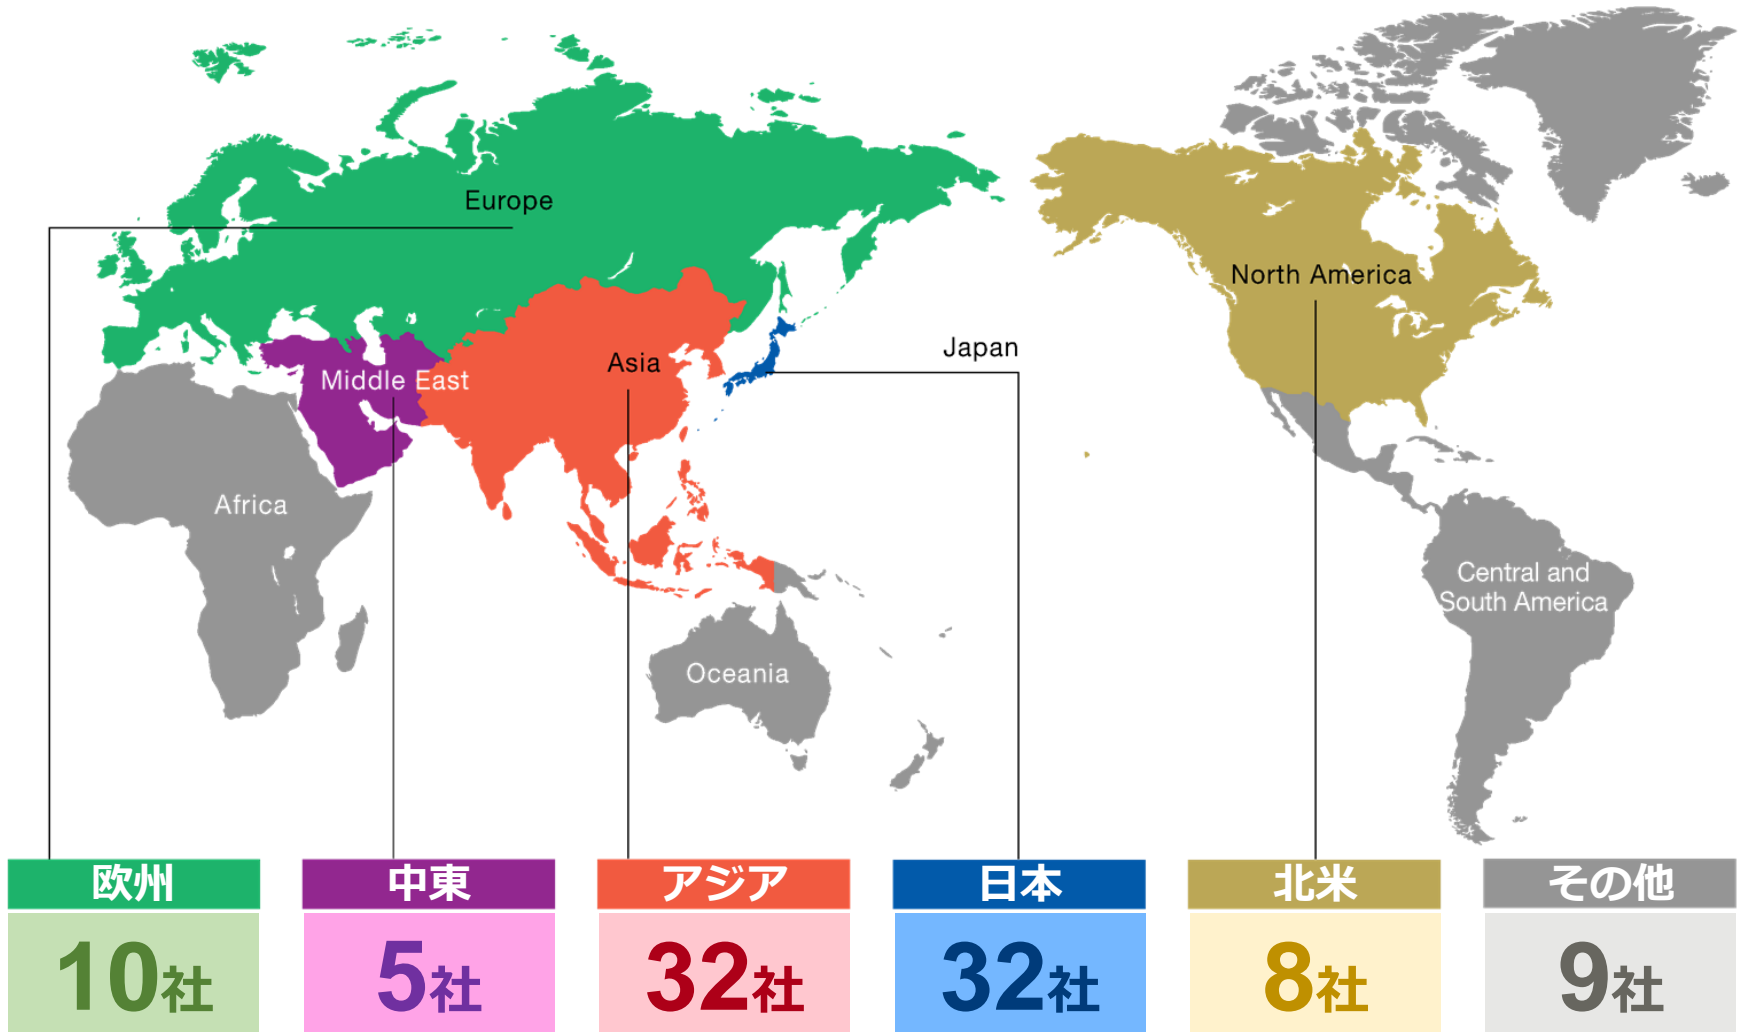 Europe
North America
Japan
Asia
Middle East
Africa
Central and
South America
Oceania
欧州
中東
アジア
日本
北米
その他
10社
5社
32社
32社
8社
9社